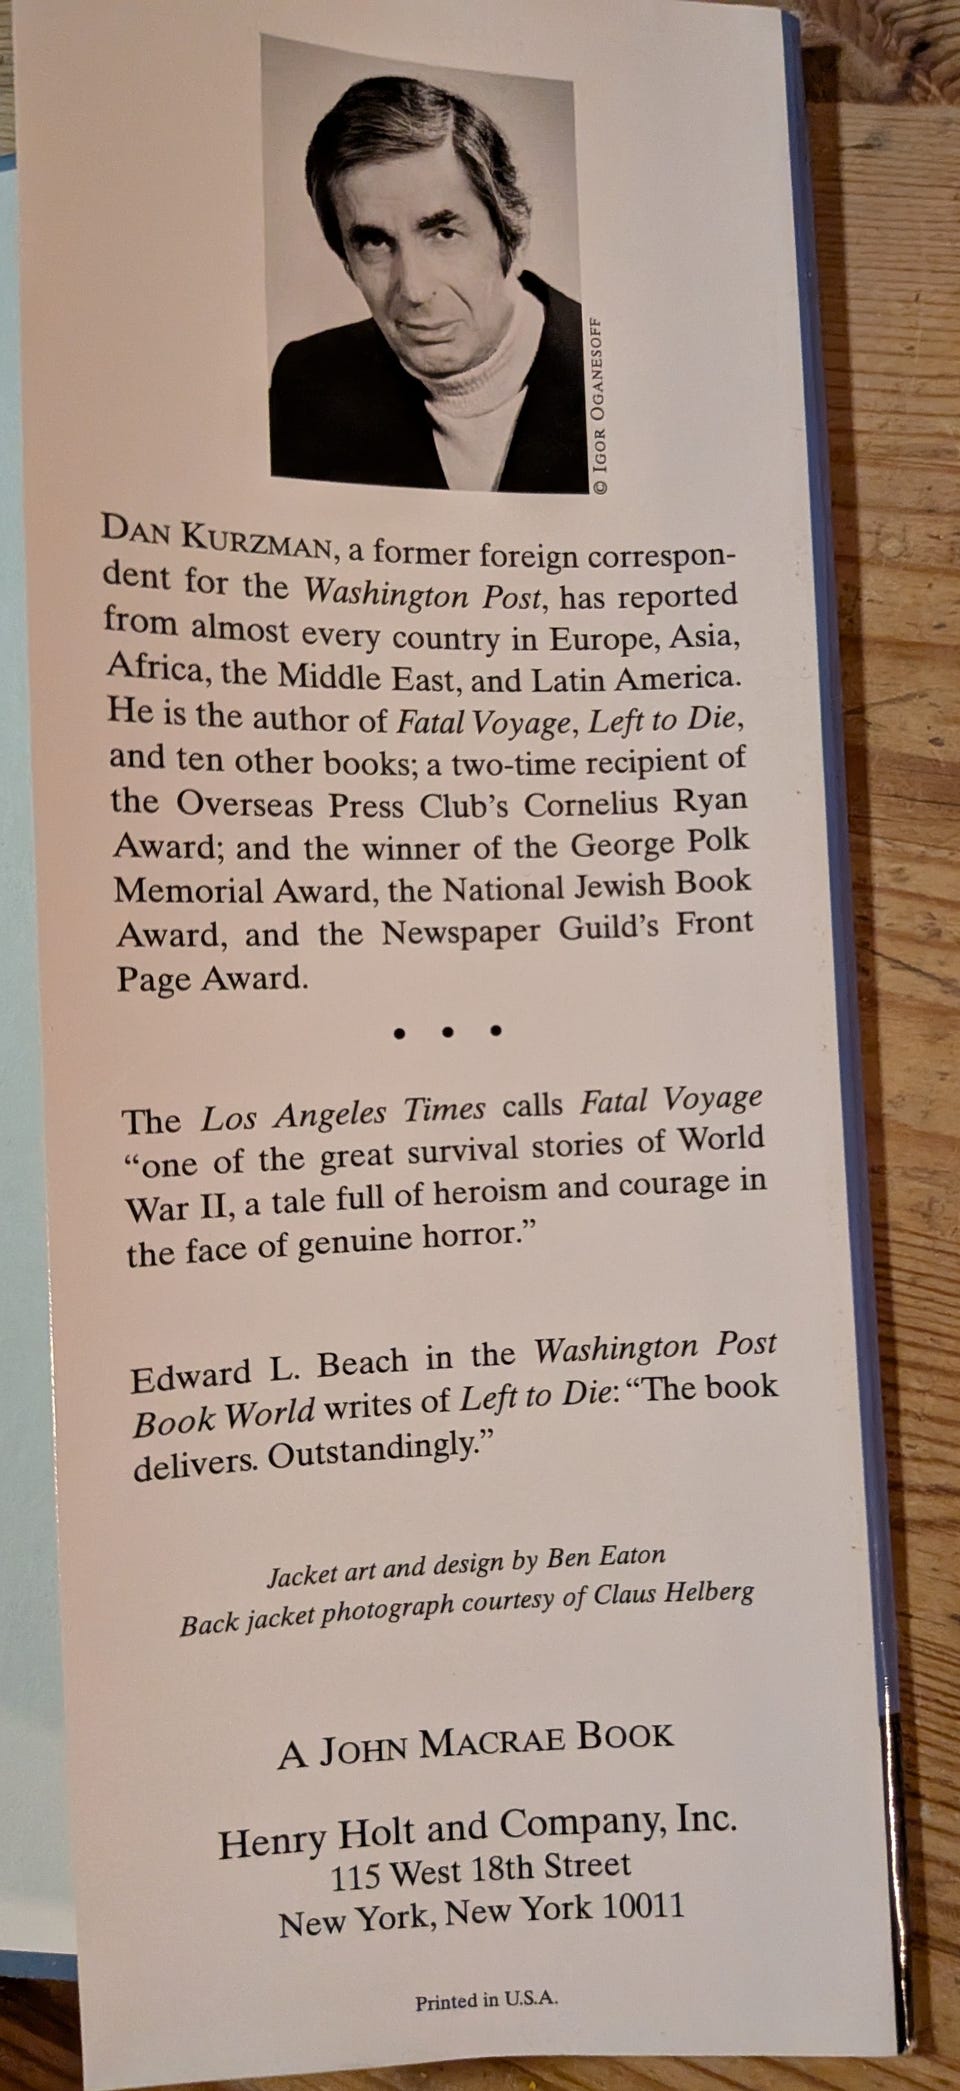 © IGOR OGANESOFF
DAN KURZMAN, a former foreign correspon-
dent for the Washington Post, has reported
from almost every country in Europe, Asia,
Africa, the Middle East, and Latin America.
He is the author of Fatal Voyage, Left to Die,
and ten other books; a two-time recipient of
the Overseas Press Club's Cornelius Ryan
Award; and the winner of the George Polk
Memorial Award, the National Jewish Book
Award, and the Newspaper Guild's Front
Page Award.
• • •
The Los Angeles Times calls Fatal Voyage
“one of the great survival stories of World
War II, a tale full of heroism and courage in
the face of genuine horror.”
Edward L. Beach in the Washington Post
Book World writes of Left to Die: “The book
delivers. Outstandingly.”
Jacket art and design by Ben Eaton
Back jacket photograph courtesy of Claus Helberg
A JOHN MACRAE BOOK
Henry Holt and Company, Inc.
115 West 18th Street
New York, New York 10011
Printed in U.S.A.